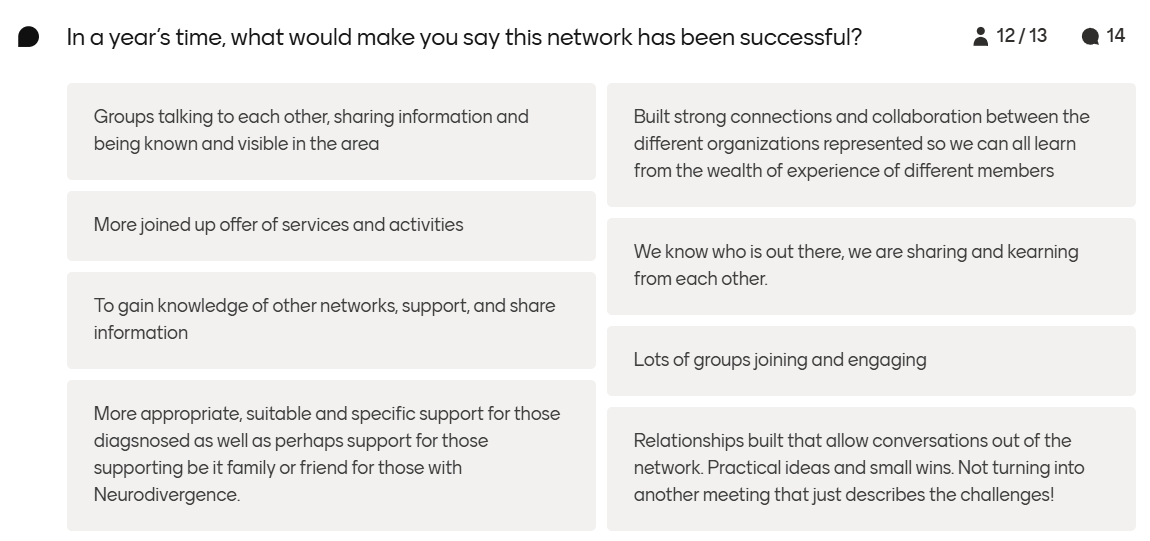 In a year's time, what would make you say this network has been successful?
12 / 13
14
Groups talking to each other, sharing information and
being known and visible in the area
More joined up offer of services and activities
To gain knowledge of other networks, support, and share
information
More appropriate, suitable and specific support for those
diagsnosed as well as perhaps support for those
supporting be it family or friend for those with
Neurodivergence.
Built strong connections and collaboration between the
different organizations represented so we can all learn
from the wealth of experience of different members
We know who is out there, we are sharing and kearning
from each other.
Lots of groups joining and engaging
Relationships built that allow conversations out of the
network. Practical ideas and small wins. Not turning into
another meeting that just describes the challenges!